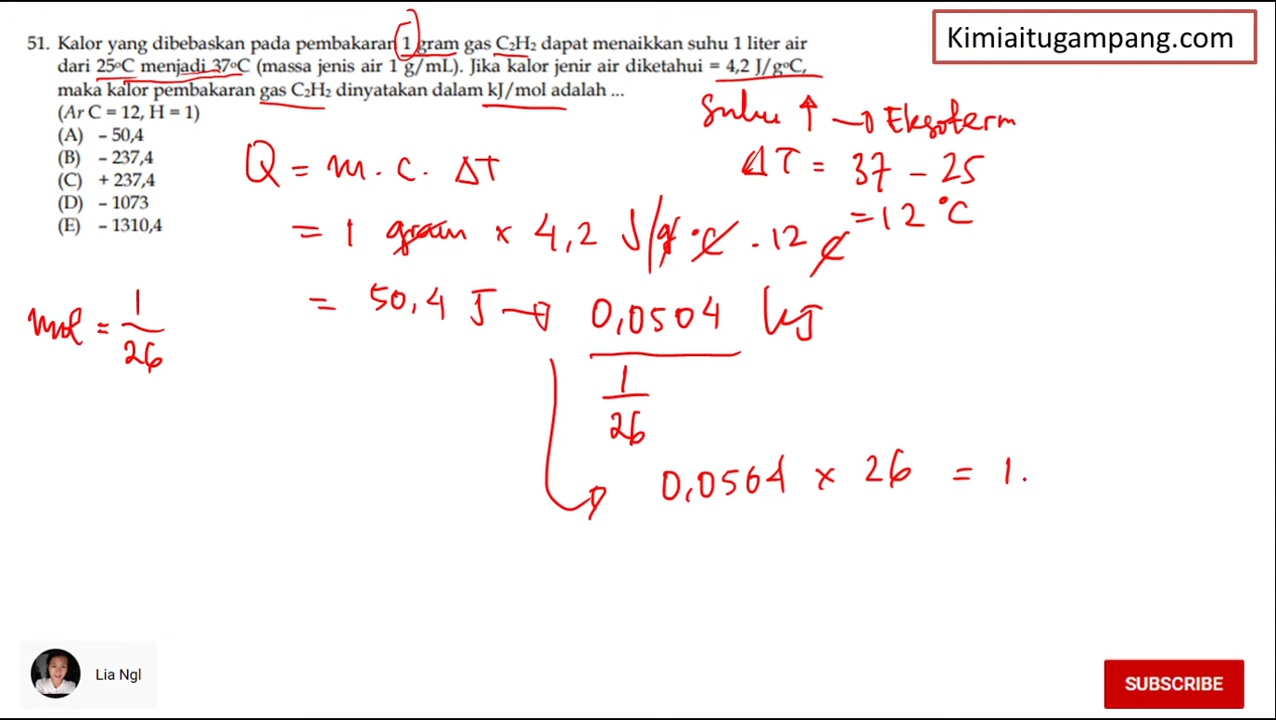 51. Kalor yang dibebaskan pada pembakaran 1 gram gas C₂H₂ dapat menaikkan suhu 1 liter air
dari 25°C menjadi 37°C (massa jenis air 1 g/mL). Jika kalor jenir air diketahui = 4,2 J/g°C,
maka kalor pembakaran gas C₂H₂ dinyatakan dalam kJ/mol adalah ...
(Ar C = 12, H = 1)
(A) – 50,4
(B) – 237,4
(C) + 237,4
(D) – 1073
(E) – 1310,4
Kimiaitugampang.com
Suhu ↑ → Eksoterm
ΔT = 37 - 25
= 12 °C
Q = m. c. ΔT
= 1 gram × 4,2 J/g °C . 12 °C
= 50,4 J → 0,0504 kJ
1
26
mol = 1
26
0,0504 × 26 = 1.
Lia Ngl
SUBSCRIBE